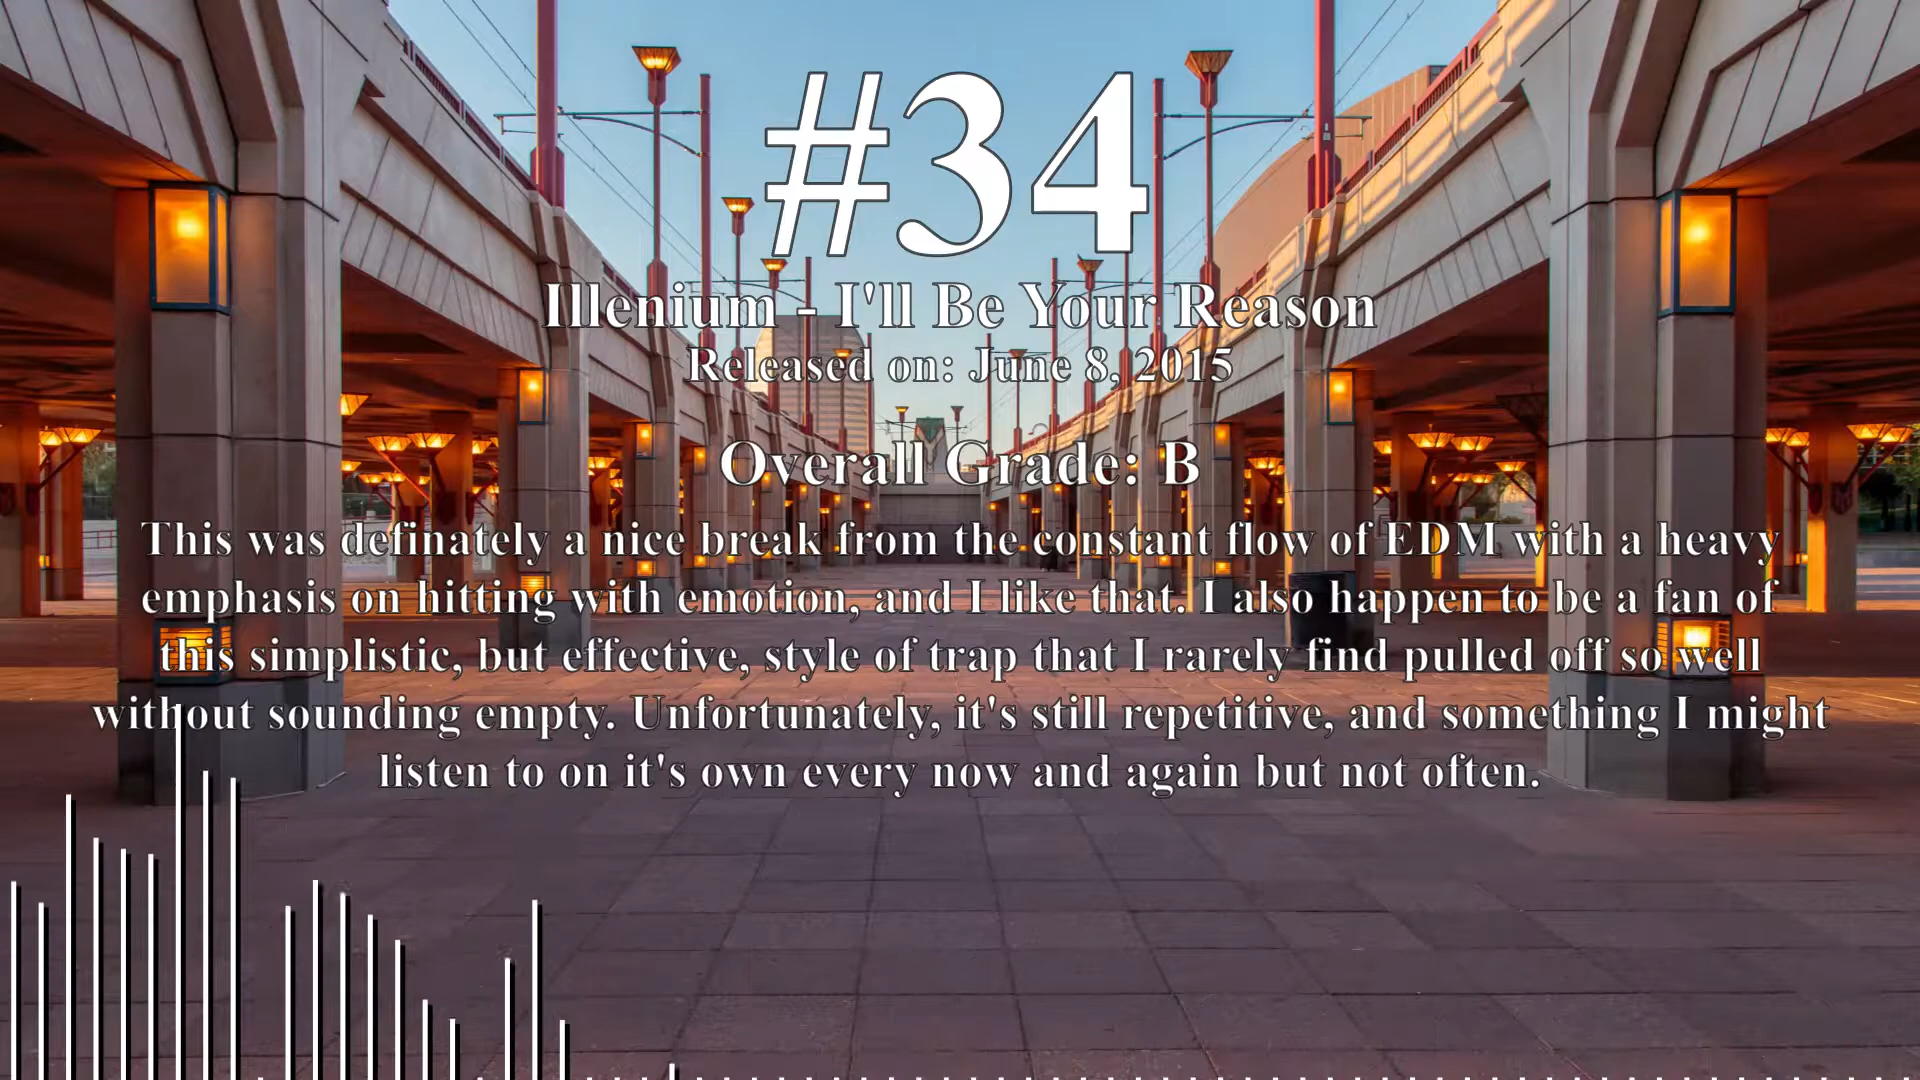 #34
Illenium - I'll Be Your Reason
Released on: June 8, 2015
Overall Grade: B
This was definately a nice break from the constant flow of EDM with a heavy
emphasis on hitting with emotion, and I like that. I also happen to be a fan of
this simplistic, but effective, style of trap that I rarely find pulled off so well
without sounding empty. Unfortunately, it's still repetitive, and something I might
listen to on it's own every now and again but not often.